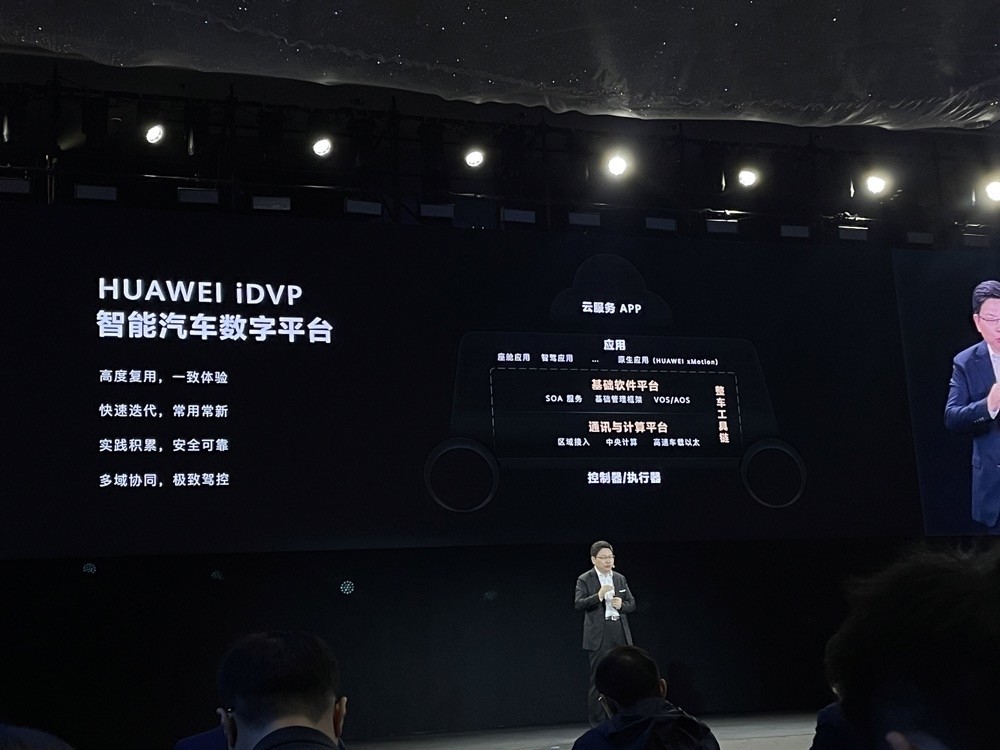 HUAWEI iDVP
智能汽车数字平台
高度复用，一致体验
快速迭代，常用常新
实践积累，安全可靠
多域协同，极致驾控
云服务 APP
应用
座舱应用 智驾应用 ... 原生应用 (HUAWEI xMotion)
基础软件平台
SOA 服务 基础管理框架 VOS/AOS
通讯与计算平台
区域接入 中央计算 高速车载以太
整车工具链
控制器/执行器